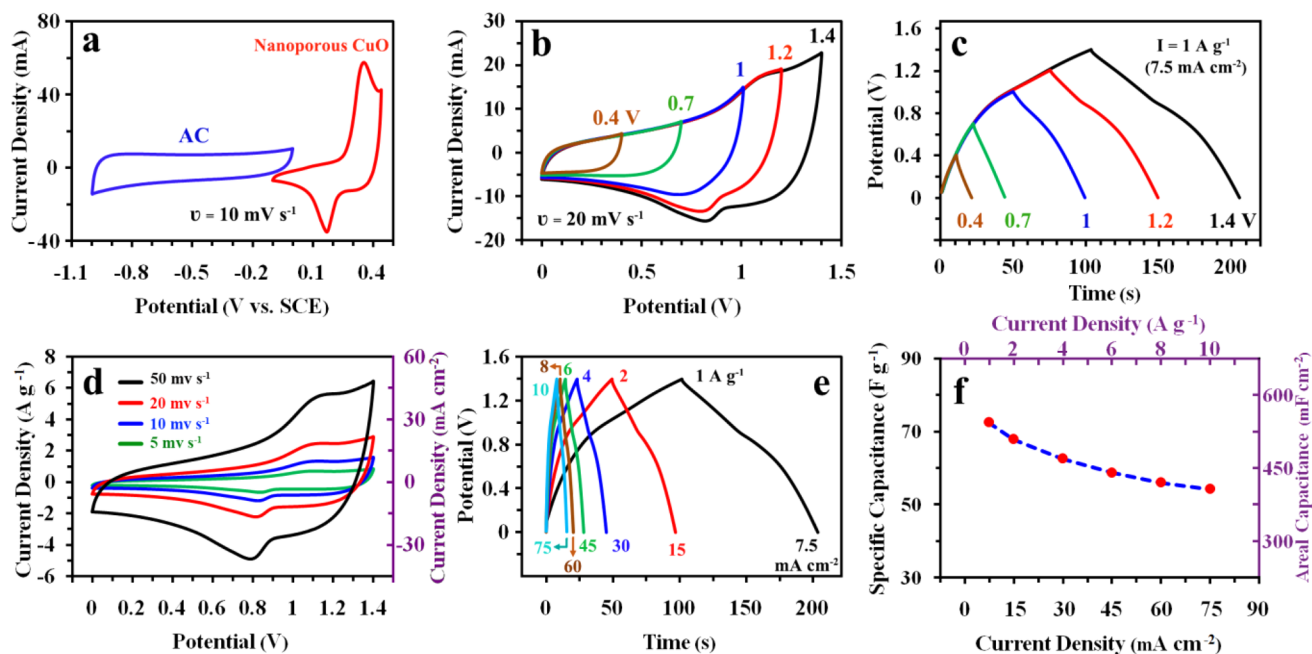 a
Nanoporous CuO
AC
υ = 10 mV s⁻¹
Current Density (mA)
80
40
0
-40
-1.1 -0.8 -0.5 -0.2 0.1 0.4
Potential (V vs. SCE)
b
0.4 V
0.7
1
1.2
1.4
υ = 20 mV s⁻¹
Current Density (mA)
30
20
10
0
-10
-20
0 0.5 1 1.5
Potential (V)
c
I = 1 A g⁻¹
(7.5 mA cm⁻²)
Potential (V)
1.6
1.2
0.8
0.4
0
0.4 0.7 1 1.2 1.4 V
0 50 100 150 200
Time (s)
d
50 mv s⁻¹
20 mv s⁻¹
10 mv s⁻¹
5 mv s⁻¹
Current Density (A g⁻¹)
8
6
4
2
0
-2
-4
-6
Current Density (mA cm⁻²)
60
30
0
-30
0 0.2 0.4 0.6 0.8 1 1.2 1.4
Potential (V)
e
8 6
10 4 2 1 A g⁻¹
Potential (V)
1.6
1.2
0.8
0.4
0
75 45 30 15 7.5
60 mA cm⁻²
0 50 100 150 200
Time (s)
Current Density (A g⁻¹)
0 2 4 6 8 10
f
Specific Capacitance (F g⁻¹)
90
70
50
30
Areal Capacitance (mF cm⁻²)
600
450
300
0 15 30 45 60 75 90
Current Density (mA cm⁻²)